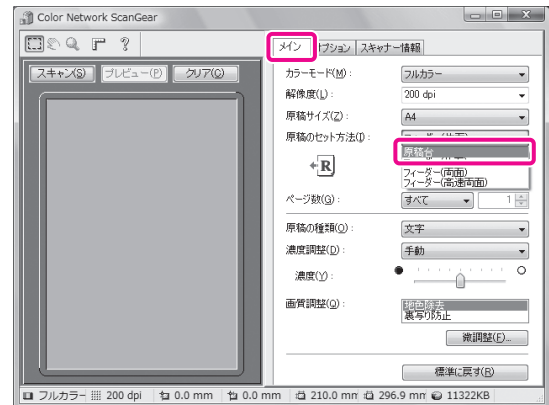 Color Network ScanGear
メイン オプション スキャナー情報
スキャン(S) プレビュー(P) クリア(C)
カラーモード(M) : フルカラー
解像度(L) : 200 dpi
原稿サイズ(Z) : A4
原稿のセット方法(I) :
原稿台
フィーダー(両面)
フィーダー(高速両面)
R
ページ数(G) : すべて 1
原稿の種類(O) : 文字
濃度調整(D) : 手動
濃度(Y) :
画質調整(Q) : 地色除去
裏写り防止
微調整(F)...
標準に戻す(R)
フルカラー 200 dpi 0.0 mm 0.0 mm 210.0 mm 296.9 mm 11322KB